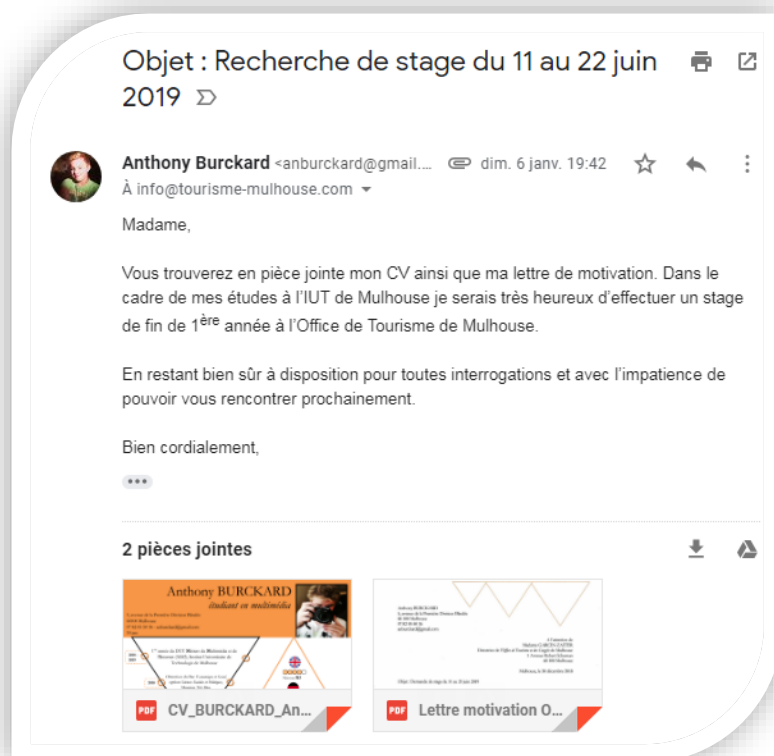 Objet : Recherche de stage du 11 au 22 juin
2019
Anthony Burckard <anburckard@gmail.... dim. 6 janv. 19:42
À info@tourisme-mulhouse.com
Madame,
Vous trouverez en pièce jointe mon CV ainsi que ma lettre de motivation. Dans le
cadre de mes études à l'IUT de Mulhouse je serais très heureux d'effectuer un stage
de fin de 1ère année à l'Office de Tourisme de Mulhouse.
En restant bien sûr à disposition pour toutes interrogations et avec l'impatience de
pouvoir vous rencontrer prochainement.
Bien cordialement,
2 pièces jointes
Anthony BURCKARD
étudiant en multimédia
PDF CV_BURCKARD_An...
PDF Lettre motivation O...